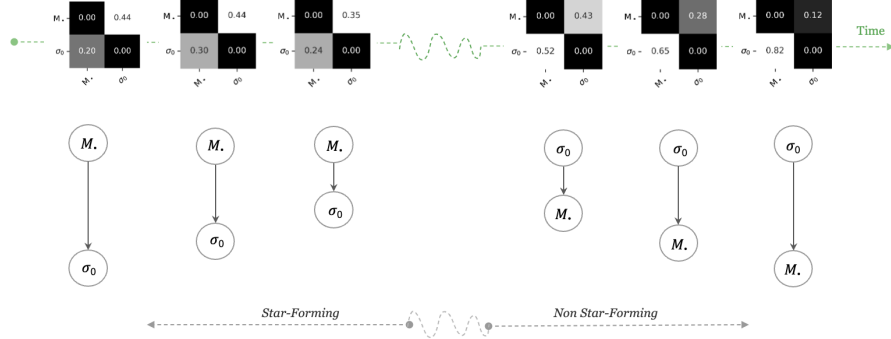 M• - 0.00 0.44
σ0 - 0.20 0.00
M• σ0
M• - 0.00 0.44
σ0 - 0.30 0.00
M• σ0
M• - 0.00 0.35
σ0 - 0.24 0.00
M• σ0
M• - 0.00 0.43
σ0 - 0.52 0.00
M• σ0
M• - 0.00 0.28
σ0 - 0.65 0.00
M• σ0
M• - 0.00 0.12
σ0 - 0.82 0.00
M• σ0
Time
M• M• M• σ0 σ0 σ0
σ0 σ0 σ0 M• M• M•
Star-Forming
Non Star-Forming